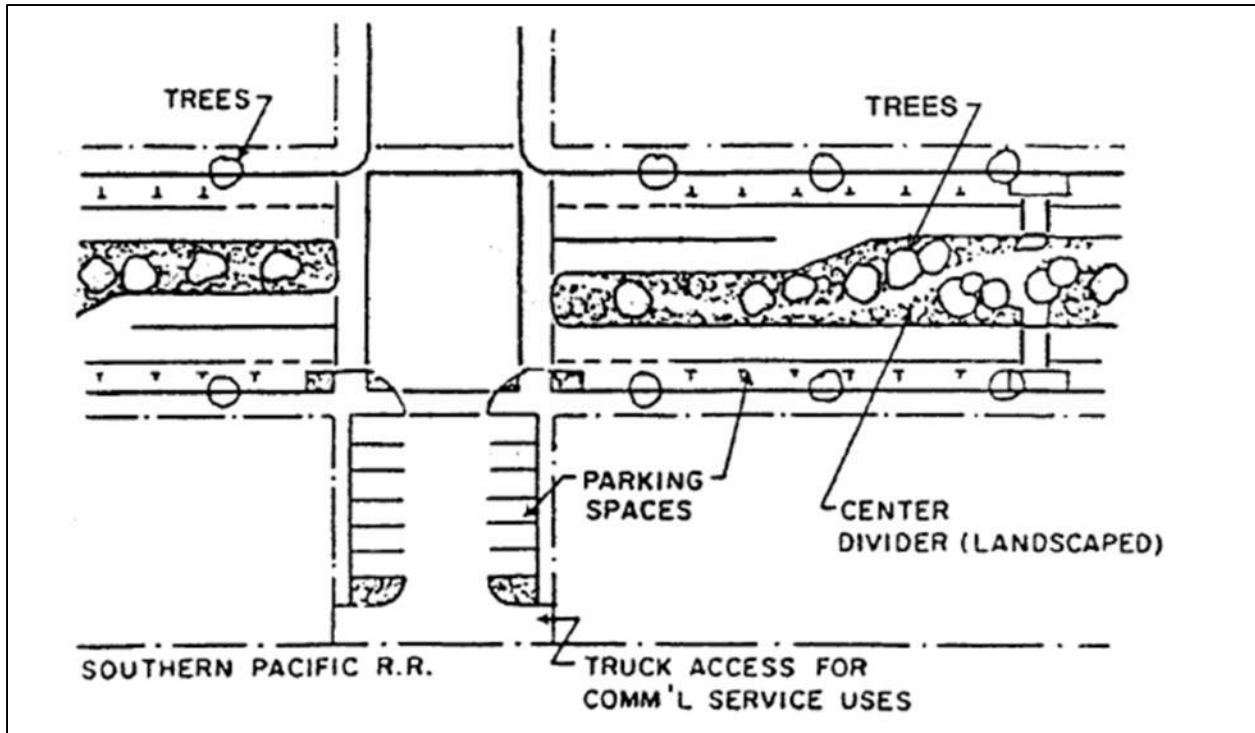 TREES
TREES
PARKING
SPACES
CENTER
DIVIDER (LANDSCAPED)
SOUTHERN PACIFIC R.R.
TRUCK ACCESS FOR
COMM'L SERVICE USES